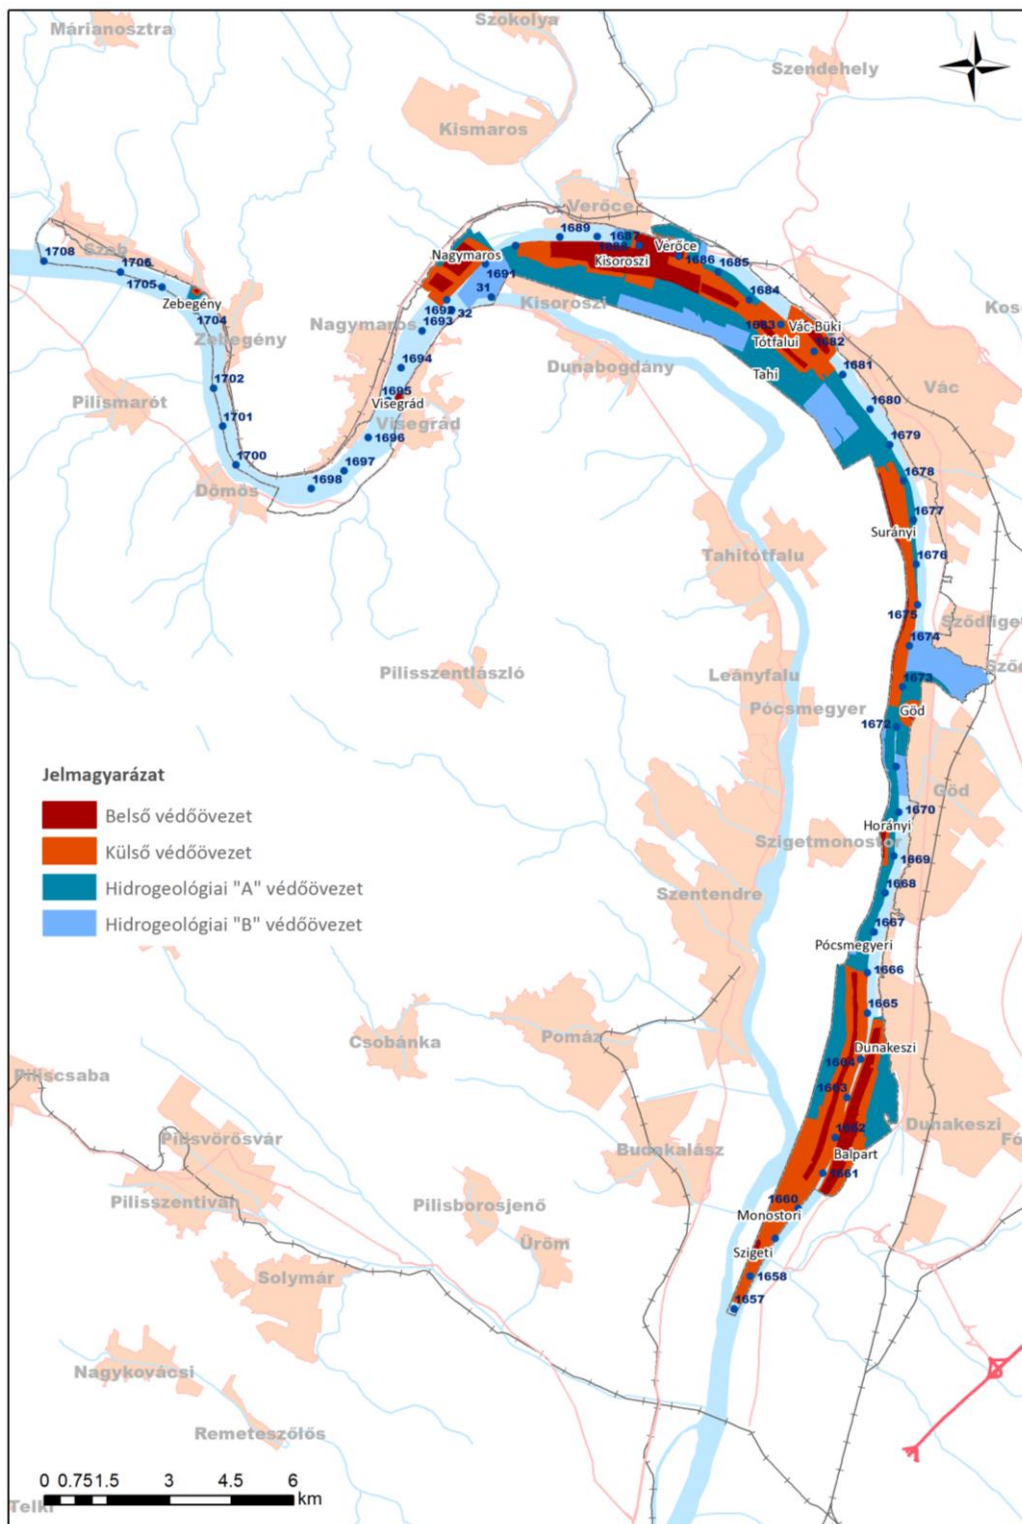 Márianosztra
Szokolya
Szendehely
Kismaros
Verőce
1689
1687
1688
Verőce
Kisoroszi
1686
1685
1708
Szob
1706
1705
Zebegény
1704
Zebegény
Nagymaros
1691
31
32
1692
1693
Nagymaros
Kisoroszi
1684
1683
Vác-Büki
Tótfalui
1682
Tahi
1681
Dunabogdány
1694
1695
Visegrád
Visegrád
1696
1697
1698
1702
Pilismarót
1701
1700
Dömös
Vác
1680
1679
1678
1677
Surányi
1676
Tahitótfalu
1675
Sződliget
1674
1673
Pilisszentlászló
Leányfalu
Pócsmegyer
Göd
1672
Göd
1670
Horányi
Szigetmonostor
1669
1668
Szentendre
1667
Pócsmegyeri
1666
1665
Jelmagyarázat
Belső védőövezet
Külső védőövezet
Hidrogeológiai "A" védőövezet
Hidrogeológiai "B" védőövezet
Csobánka
Pomáz
Dunakeszi
1664
1663
Piliscsaba
Dunakeszi
1662
Pilisvörösvár
Budakalász
Balpart
1661
Pilisszentiván
Pilisborosjenő
1660
Monostori
Üröm
Szigeti
Solymár
1658
1657
Nagykovácsi
Remeteszőlős
0 0.75 1.5 3 4.5 6
km
Telki